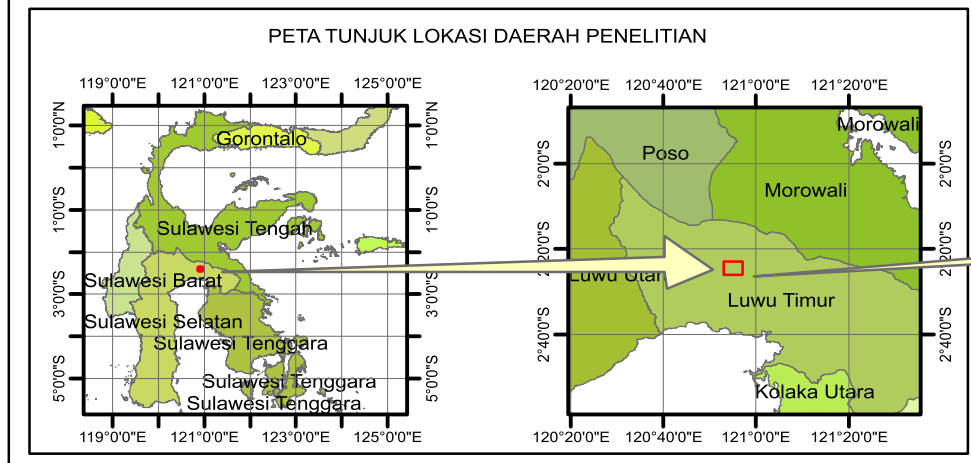 PETA TUNJUK LOKASI DAERAH PENELITIAN
119°0'0"E 121°0'0"E 123°0'0"E 125°0'0"E
1°0'0"N
1°0'0"S
3°0'0"S
5°0'0"S
Gorontalo
Sulawesi Tengah
Sulawesi Barat
Sulawesi Selatan
Sulawesi Tenggara
Sulawesi Tenggara
Sulawesi Tenggara
1°0'0"N
1°0'0"S
3°0'0"S
5°0'0"S
119°0'0"E 121°0'0"E 123°0'0"E 125°0'0"E
120°20'0"E 120°40'0"E 121°0'0"E 121°20'0"E
2°0'0"S
2°20'0"S
2°40'0"S
Morowali
Poso
Morowali
Luwu Utar
Luwu Timur
Kolaka Utara
2°0'0"S
2°20'0"S
2°40'0"S
120°20'0"E 120°40'0"E 121°0'0"E 121°20'0"E